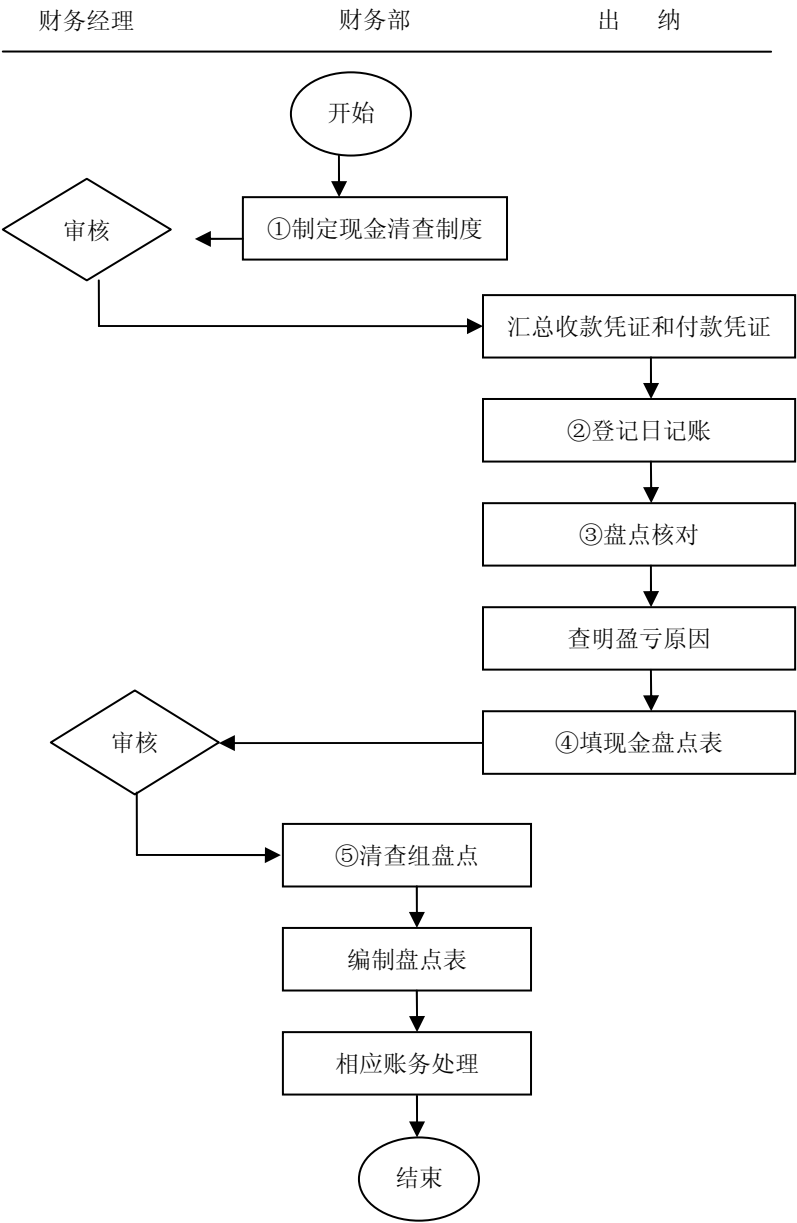 财务经理 财务部 出 纳
开始
审核
①制定现金清查制度
汇总收款凭证和付款凭证
②登记日记账
③盘点核对
查明盈亏原因
审核
④填现金盘点表
⑤清查组盘点
编制盘点表
相应账务处理
结束